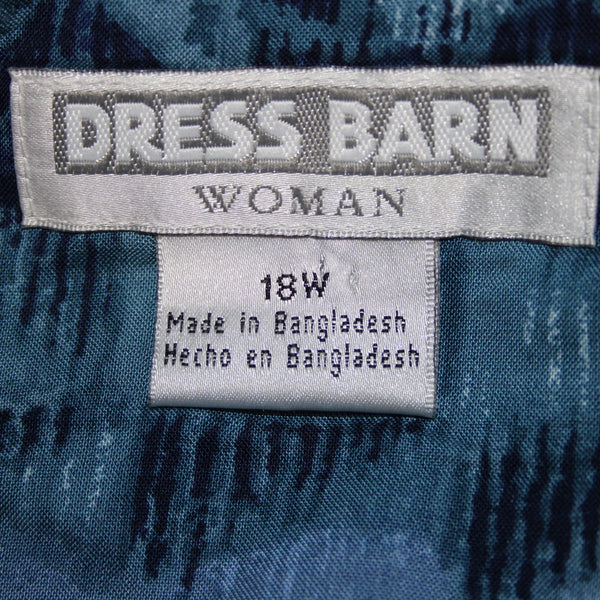 DRESS BARN
WOMAN
18W
Made in Bangladesh
Hecho en Bangladesh